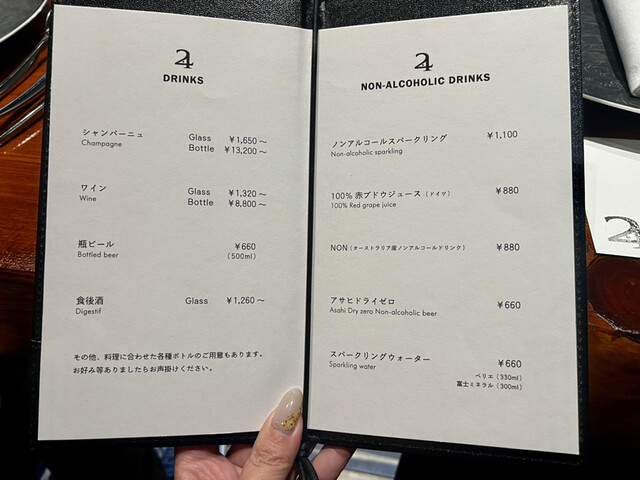 24
DRINKS
シャンパーニュ Glass ￥1,650～
Champagne Bottle ￥13,200～
ワイン Glass ￥1,320～
Wine Bottle ￥8,800～
瓶ビール ￥660
Bottled beer (500ml)
食後酒 Glass ￥1,260～
Digestif
その他、料理に合わせた各種ボトルのご用意もあります。
お好み等ありましたらお声掛けください。
24
NON-ALCOHOLIC DRINKS
ノンアルコールスパークリング ￥1,100
Non-alcoholic sparkling
100% 赤ブドウジュース（ドイツ） ￥880
100% Red grape juice
NON（オーストラリア産ノンアルコールドリンク） ￥880
アサヒドライゼロ ￥660
Asahi Dry zero Non-alcoholic beer
スパークリングウォーター ￥660
Sparkling water
ペリエ（330ml）
富士ミネラル（300ml）
24